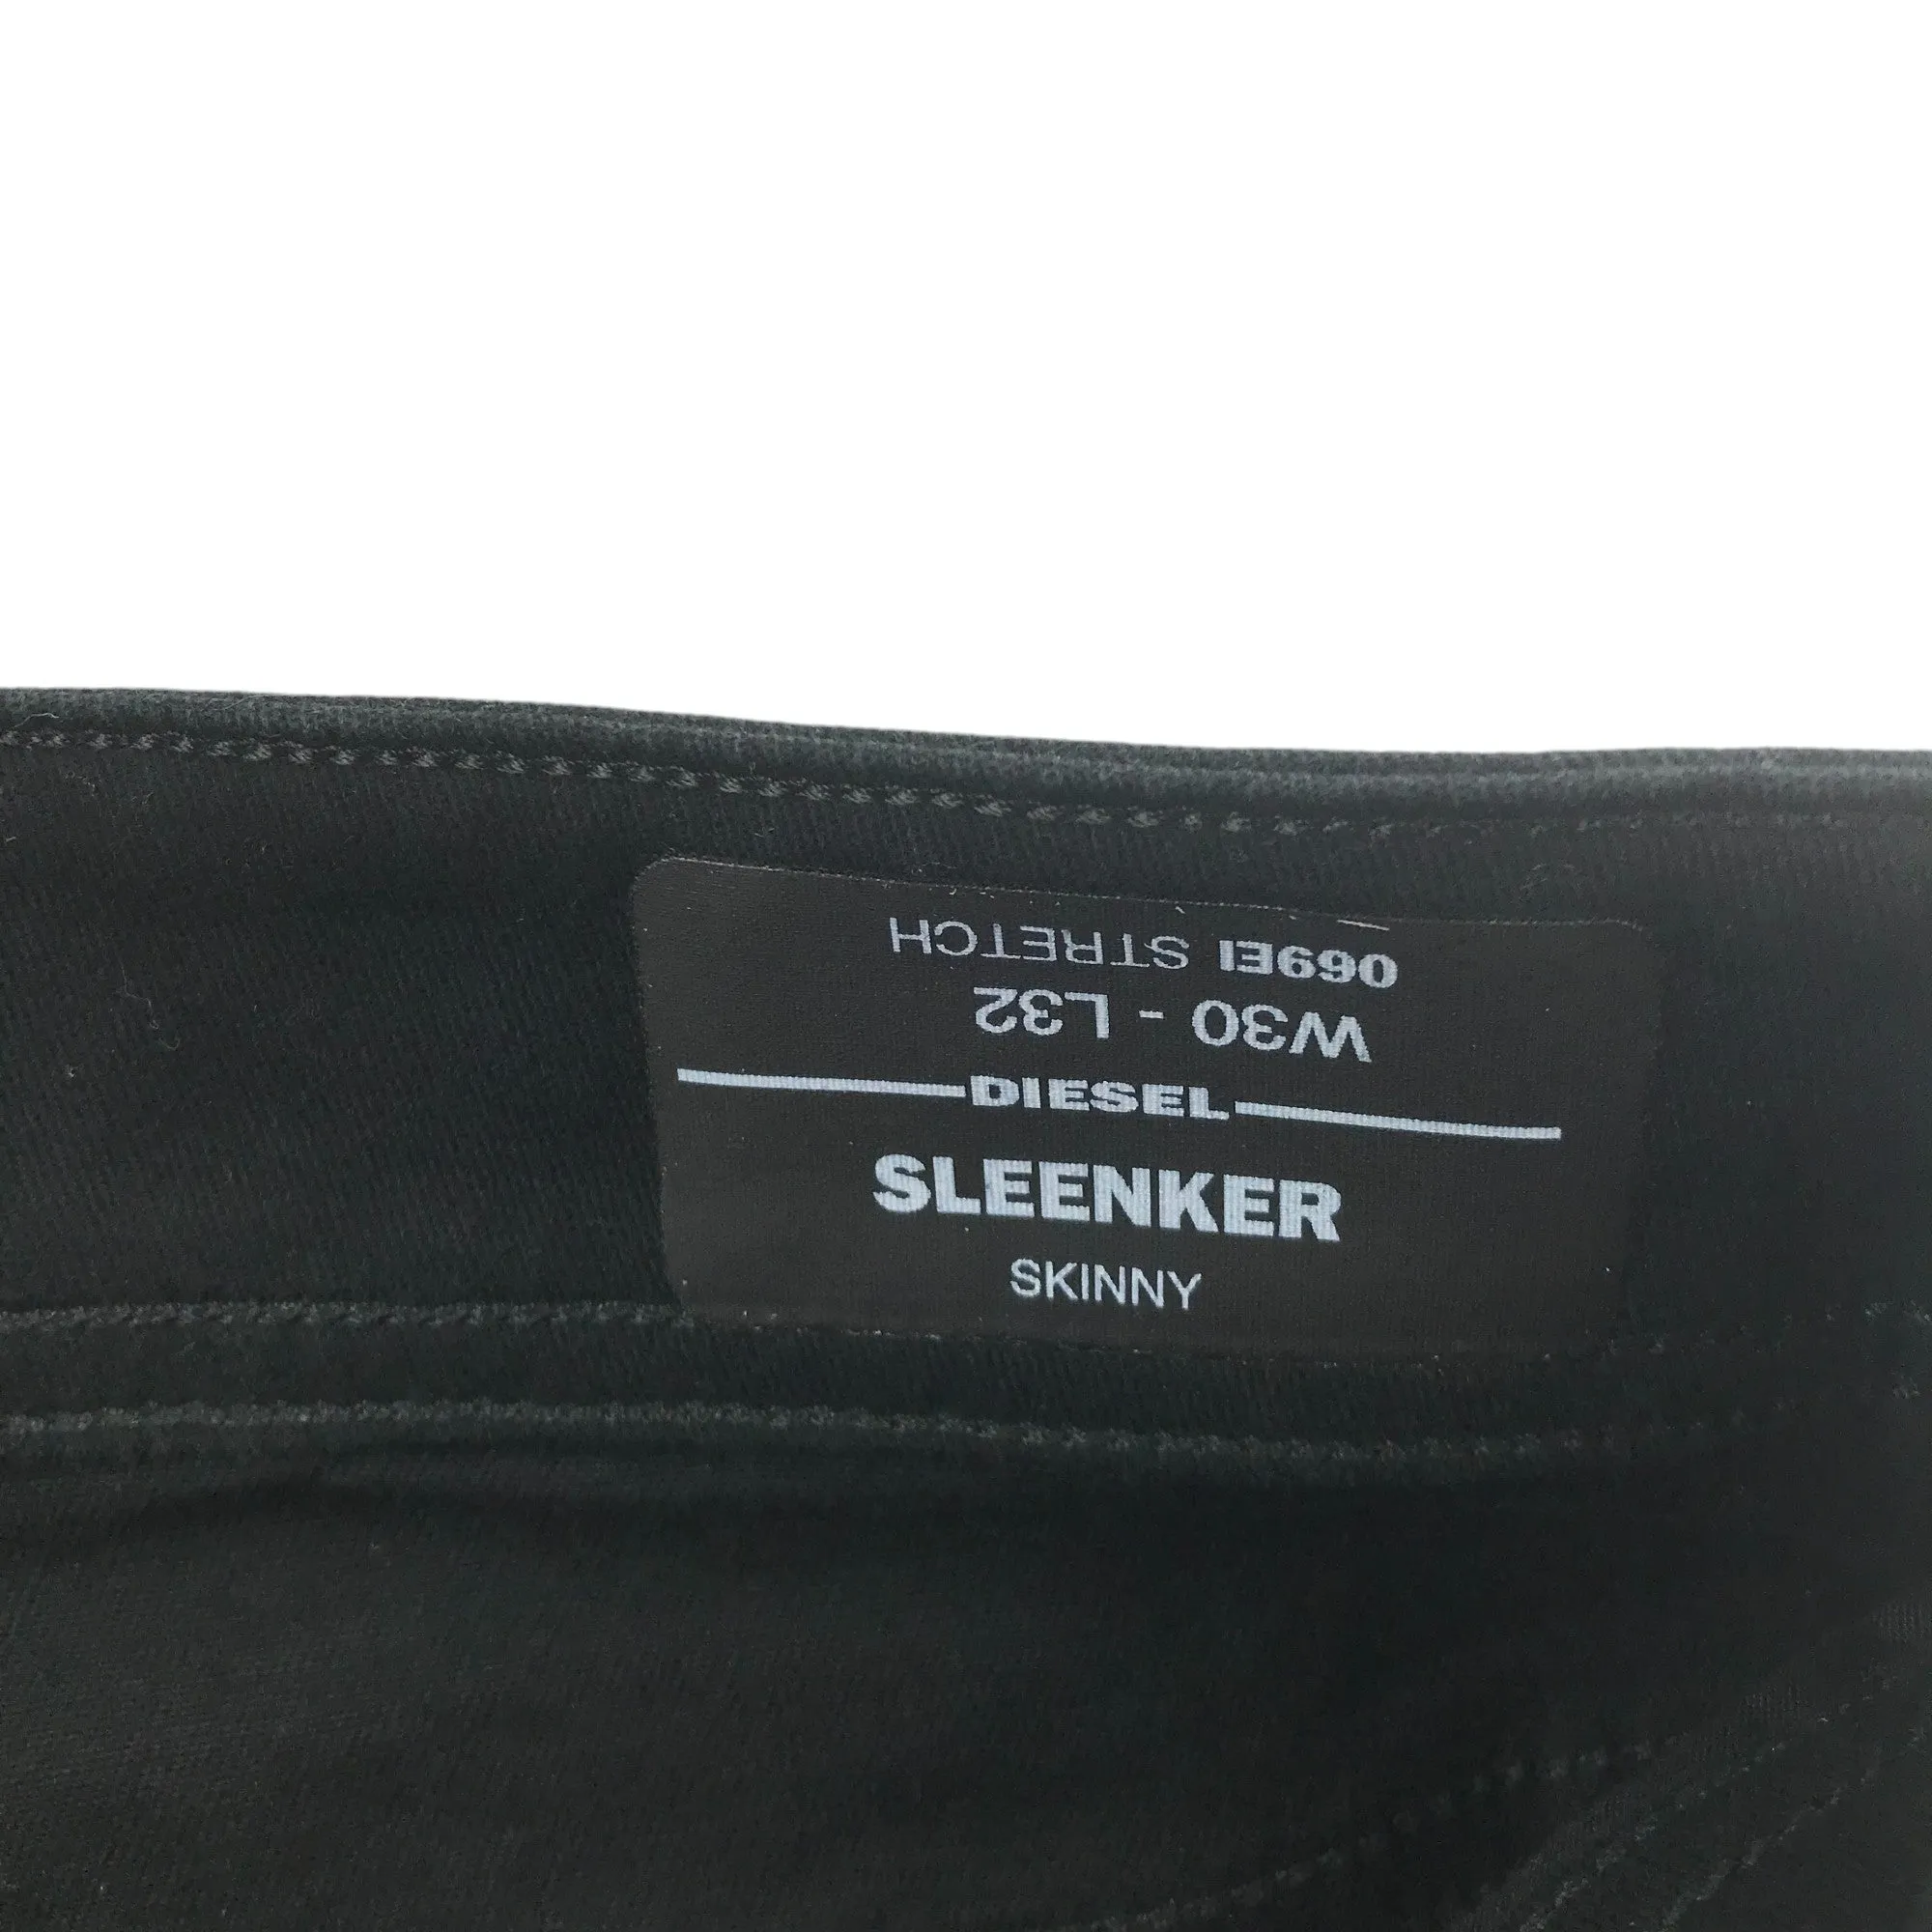 069EI STRETCH
W30 - L32
DIESEL
SLEENKER
SKINNY